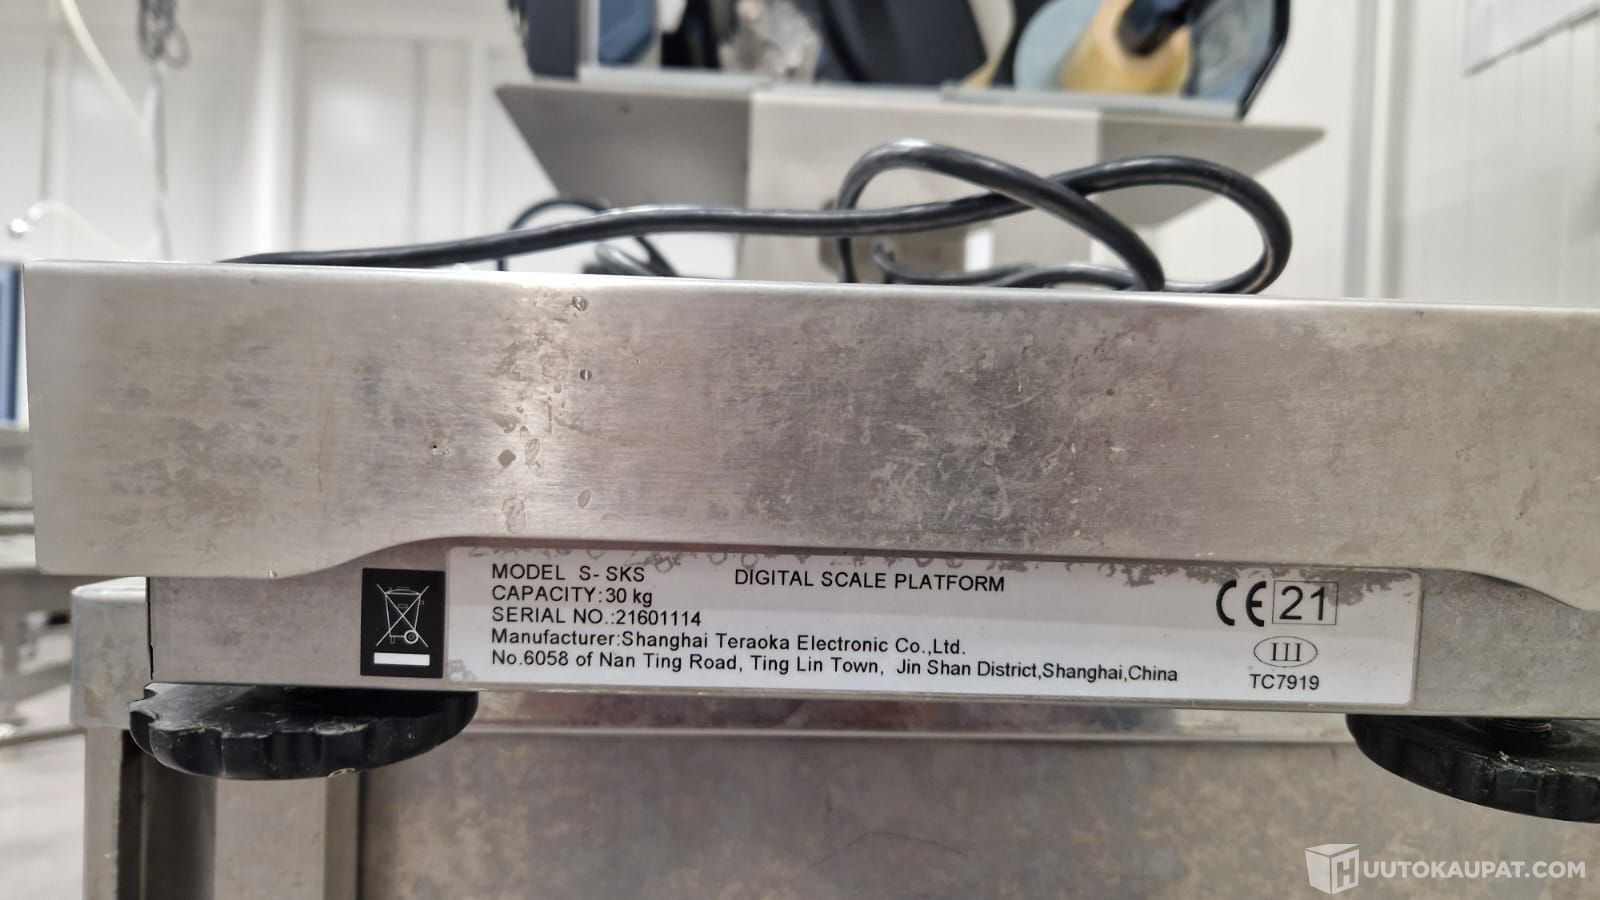 MODEL S- SKS
DIGITAL SCALE PLATFORM
CAPACITY:30 kg
SERIAL NO.:21601114
Manufacturer:Shanghai Teraoka Electronic Co.,Ltd.
No.6058 of Nan Ting Road, Ting Lin Town, Jin Shan District,Shanghai,China
CE 21
III
TC7919
HUUTOKAUPAT.COM